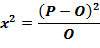 x² = (P − O)² / O